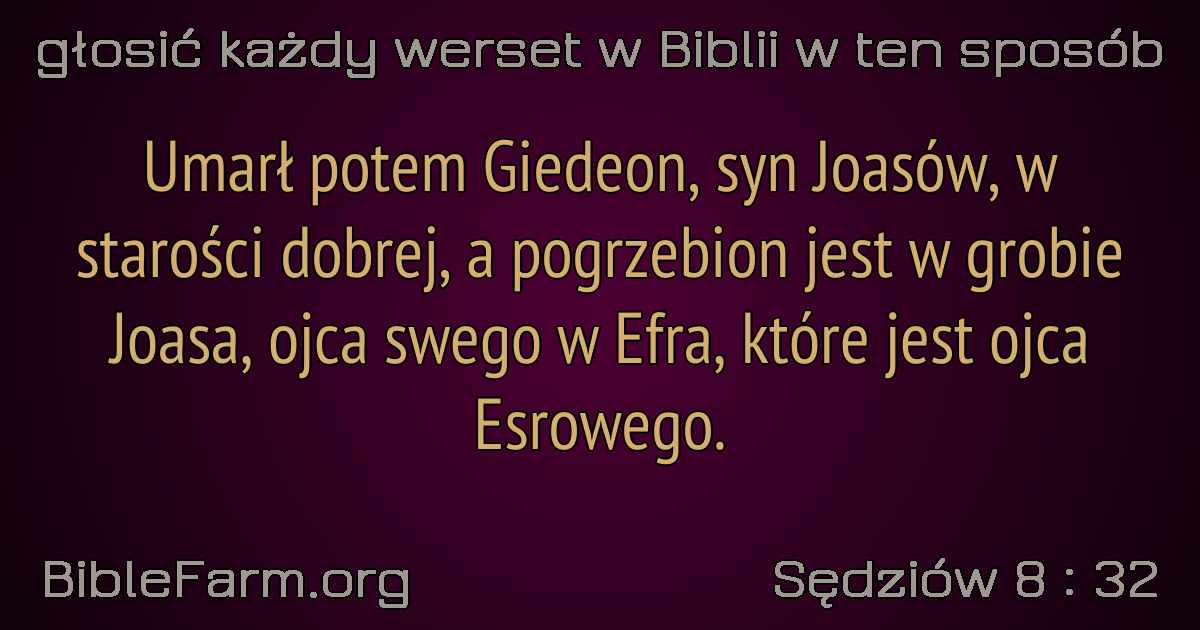 głosić każdy werset w Biblii w ten sposób
Umarł potem Giedeon, syn Joasów, w
starości dobrej, a pogrzebion jest w grobie
Joasa, ojca swego w Efra, które jest ojca
Esrowego.
BibleFarm.org
Sędziów 8 : 32